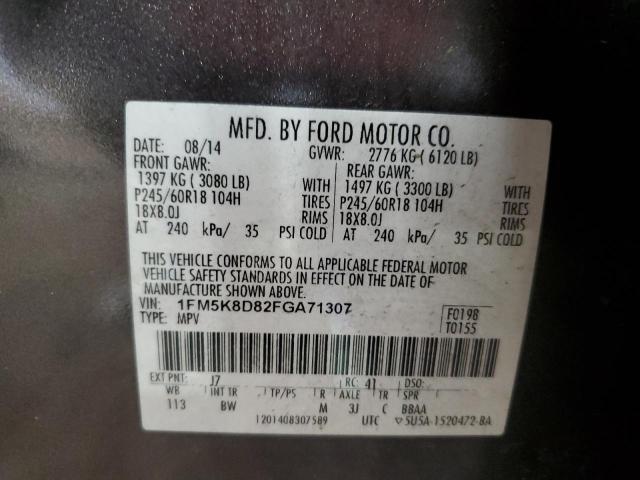 MFD. BY FORD MOTOR CO.
DATE: 08/14 GVWR: 2776 KG ( 6120 LB)
FRONT GAWR: REAR GAWR:
1397 KG ( 3080 LB) WITH 1497 KG ( 3300 LB) WITH
P245/60R18 104H TIRES P245/60R18 104H TIRES
18X8.0J RIMS 18X8.0J RIMS
AT 240 kPa/ 35 PSI COLD AT 240 kPa/ 35 PSI COLD
THIS VEHICLE CONFORMS TO ALL APPLICABLE FEDERAL MOTOR
VEHICLE SAFETY STANDARDS IN EFFECT ON THE DATE OF
MANUFACTURE SHOWN ABOVE.
VIN: 1FM5K8D82FGA71307 F0198
TYPE: MPV T0155
EXT PNT: J7 RC: 41 DSO:
WB INT TR TP/PS R AXLE TR SPR
113 BW M 3J C BBAA
1201408307589 UTC ▽5U5A-1520472-BA